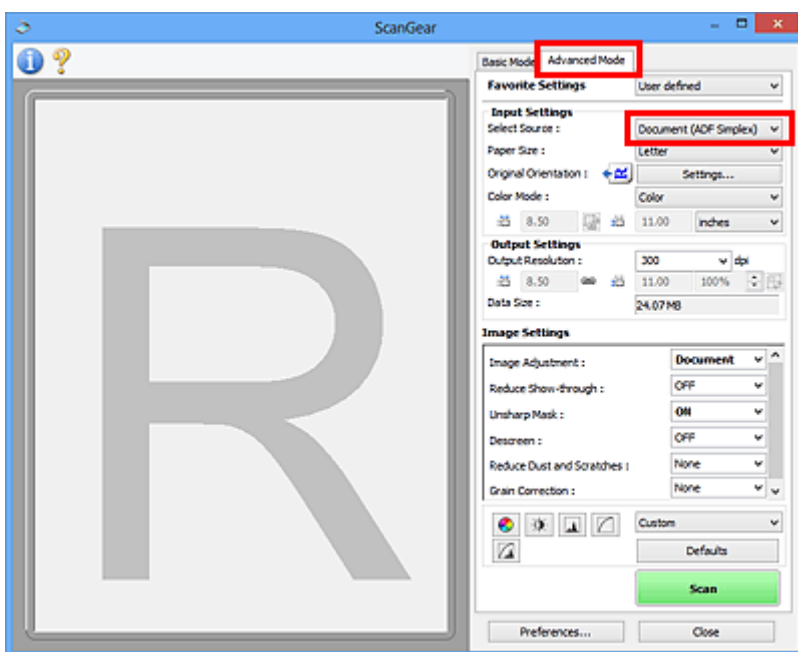 ScanGear
Basic Mode Advanced Mode
Favorite Settings User defined
Input Settings
Select Source : Document (ADF Simplex)
Paper Size : Letter
Original Orientation : Settings...
Color Mode : Color
8.50 11.00 inches
Output Settings
Output Resolution : 300 dpi
8.50 11.00 100%
Data Size : 24.07 MB
Image Settings
Image Adjustment : Document
Reduce Show-through : OFF
Unsharp Mask : ON
Descreen : OFF
Reduce Dust and Scratches : None
Grain Correction : None
Custom
Defaults
Scan
Preferences... Close
R